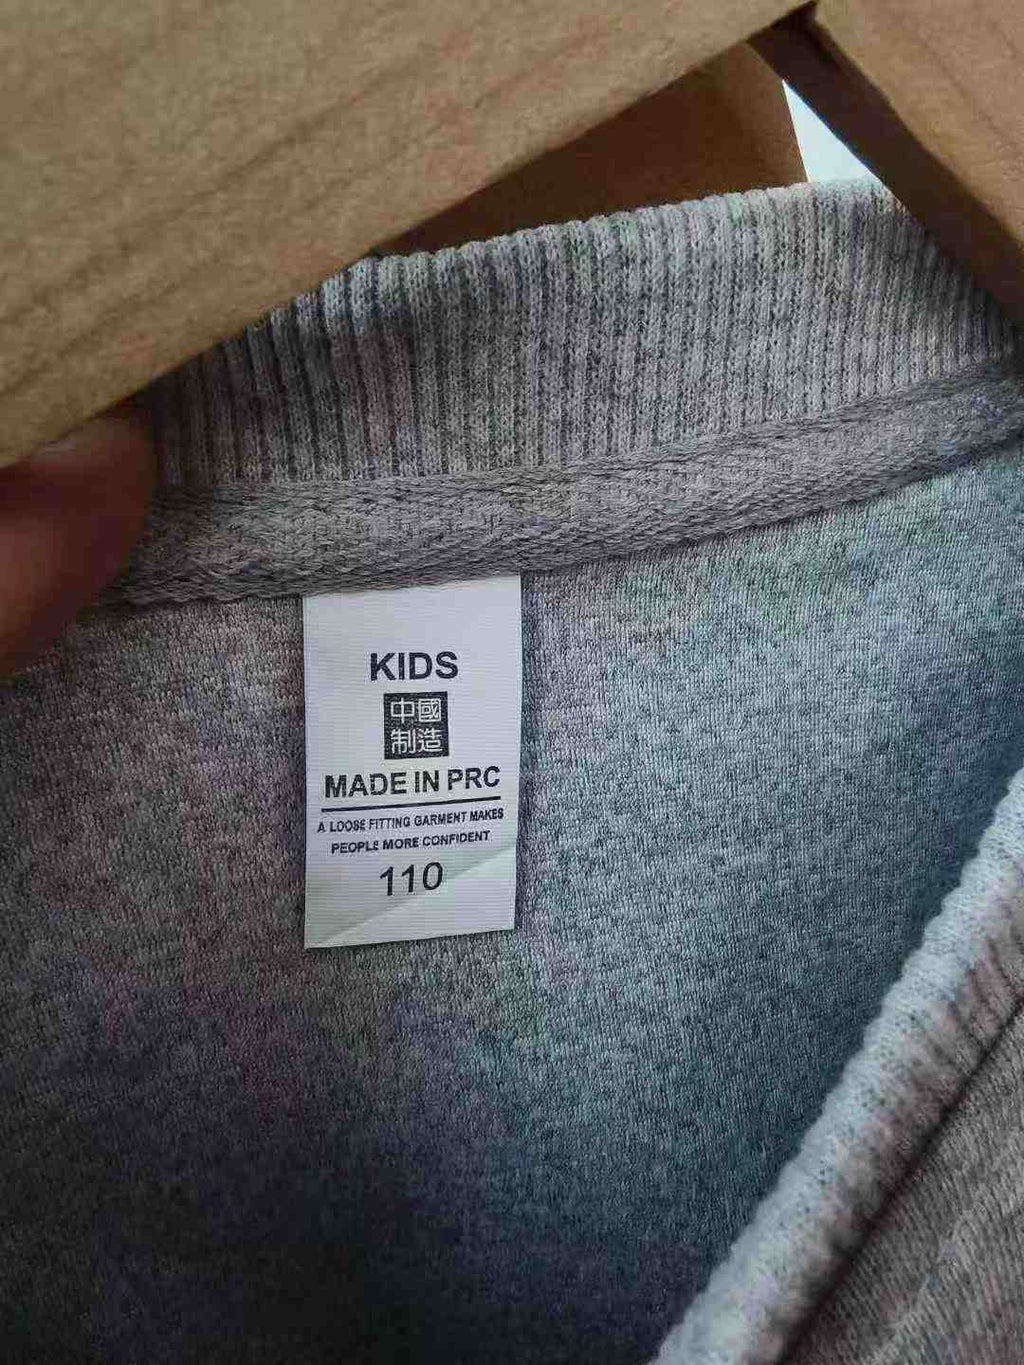 KIDS
中國
制造
MADE IN PRC
A LOOSE FITTING GARMENT MAKES
PEOPLE MORE CONFIDENT
110